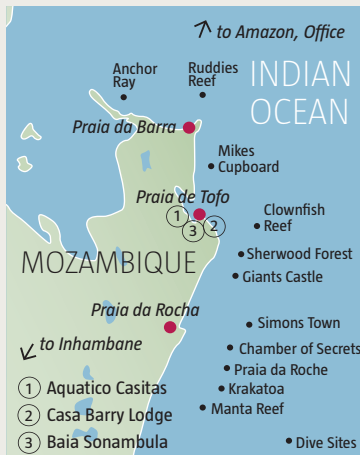 to Amazon, Office
Anchor
Ray
Ruddies
Reef
INDIAN
OCEAN
Praia da Barra
Mikes
Cupboard
Praia de Tofo
1
2
3
Clownfish
Reef
Sherwood Forest
MOZAMBIQUE
Giants Castle
Praia da Rocha
Simons Town
to Inhambane
Chamber of Secrets
Praia da Roche
1 Aquatico Casitas
Krakatoa
2 Casa Barry Lodge
Manta Reef
3 Baia Sonambula
Dive Sites